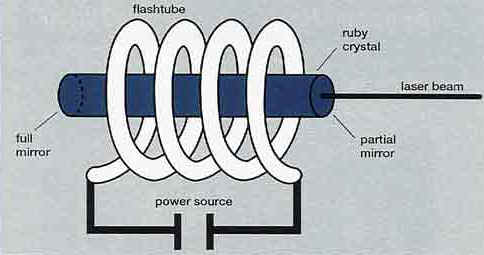 flashtube
ruby
crystal
laser beam
full
mirror
partial
mirror
power source